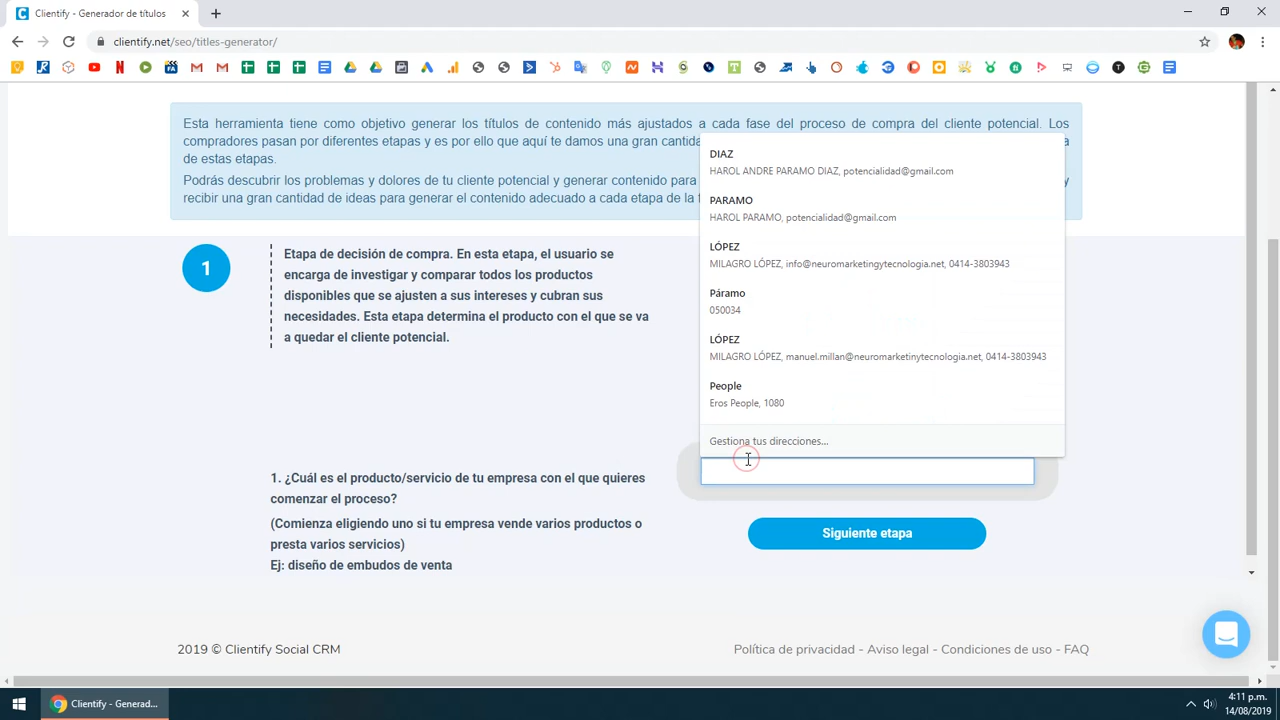 Clientify - Generador de títulos
clientify.net/seo/titles-generator/
Esta herramienta tiene como objetivo generar los títulos de contenido más ajustados a cada fase del proceso de compra del cliente potencial. Los
compradores pasan por diferentes etapas y es por ello que aquí te damos una gran cantida
a
de estas etapas.
Podrás descubrir los problemas y dolores de tu cliente potencial y generar contenido para
y
recibir una gran cantidad de ideas para generar el contenido adecuado a cada etapa de la f
DIAZ
HAROL ANDRE PARAMO DIAZ, potencialidad@gmail.com
PARAMO
HAROL PARAMO, potencialidad@gmail.com
LÓPEZ
MILAGRO LÓPEZ, info@neuromarketingytecnologia.net, 0414-3803943
Páramo
050034
LÓPEZ
MILAGRO LÓPEZ, manuel.millan@neuromarketinytecnologia.net, 0414-3803943
People
Eros People, 1080
Gestiona tus direcciones...
1
Etapa de decisión de compra. En esta etapa, el usuario se
encarga de investigar y comparar todos los productos
disponibles que se ajusten a sus intereses y cubran sus
necesidades. Esta etapa determina el producto con el que se va
a quedar el cliente potencial.
1. ¿Cuál es el producto/servicio de tu empresa con el que quieres
comenzar el proceso?
(Comienza eligiendo uno si tu empresa vende varios productos o
presta varios servicios)
Ej: diseño de embudos de venta
Siguiente etapa
2019 © Clientify Social CRM
Política de privacidad - Aviso legal - Condiciones de uso - FAQ
Clientify - Generad...
4:11 p.m.
14/08/2019